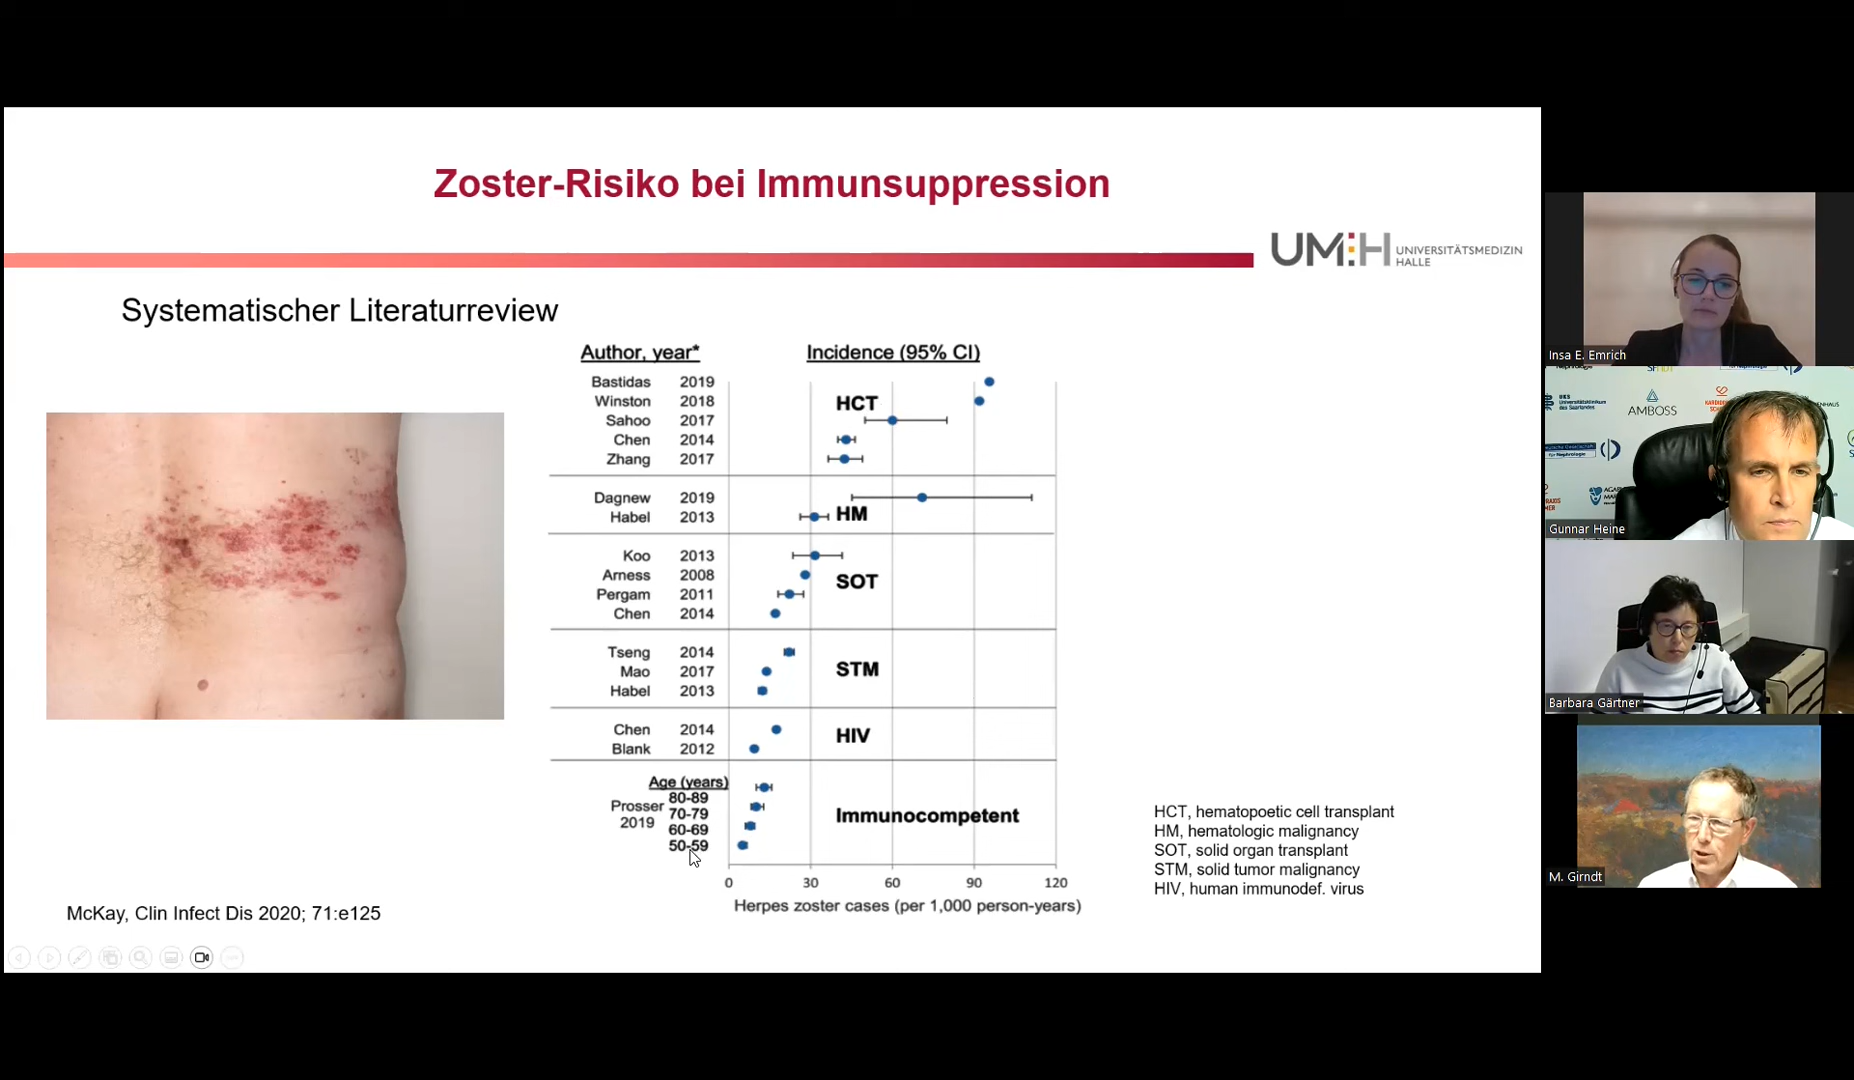 Zoster-Risiko bei Immunsuppression
UM:H UNIVERSITÄTSMEDIZIN
HALLE
Systematischer Literaturreview
Author, year* Incidence (95% CI)
Bastidas 2019
Winston 2018
HCT
Sahoo 2017
Chen 2014
Zhang 2017
Dagnew 2019
Habel 2013
HM
Koo 2013
Arness 2008
SOT
Pergam 2011
Chen 2014
Tseng 2014
Mao 2017
STM
Habel 2013
Chen 2014
HIV
Blank 2012
Age (years)
80-89
Prosser
70-79
2019
60-69
50-59
Immunocompetent
0 30 60 90 120
Herpes zoster cases (per 1,000 person-years)
HCT, hematopoetic cell transplant
HM, hematologic malignancy
SOT, solid organ transplant
STM, solid tumor malignancy
HIV, human immunodef. virus
McKay, Clin Infect Dis 2020; 71:e125
Insa E. Emrich
AMBOSS
Gunnar Heine
Barbara Gärtner
M. Girndt